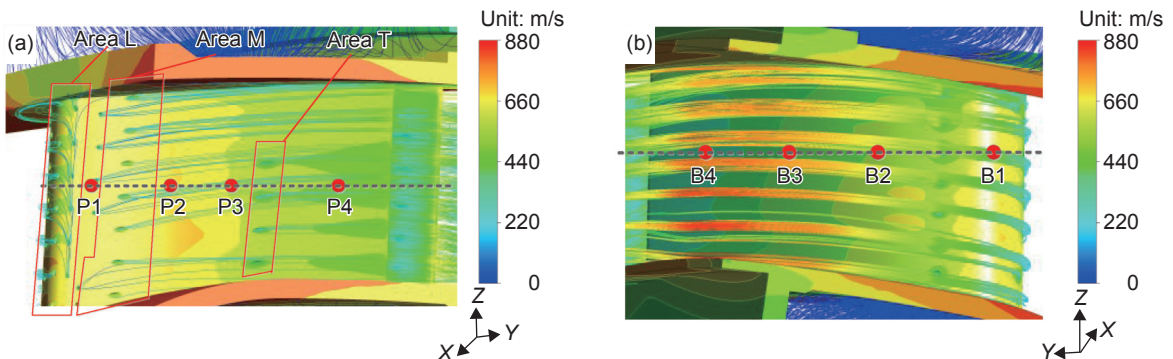 (a)
Area L
Area M
Area T
P1
P2
P3
P4
Unit: m/s
880
660
440
220
0
Z
Y
X
(b)
B4
B3
B2
B1
Unit: m/s
880
660
440
220
0
Z
X
Y